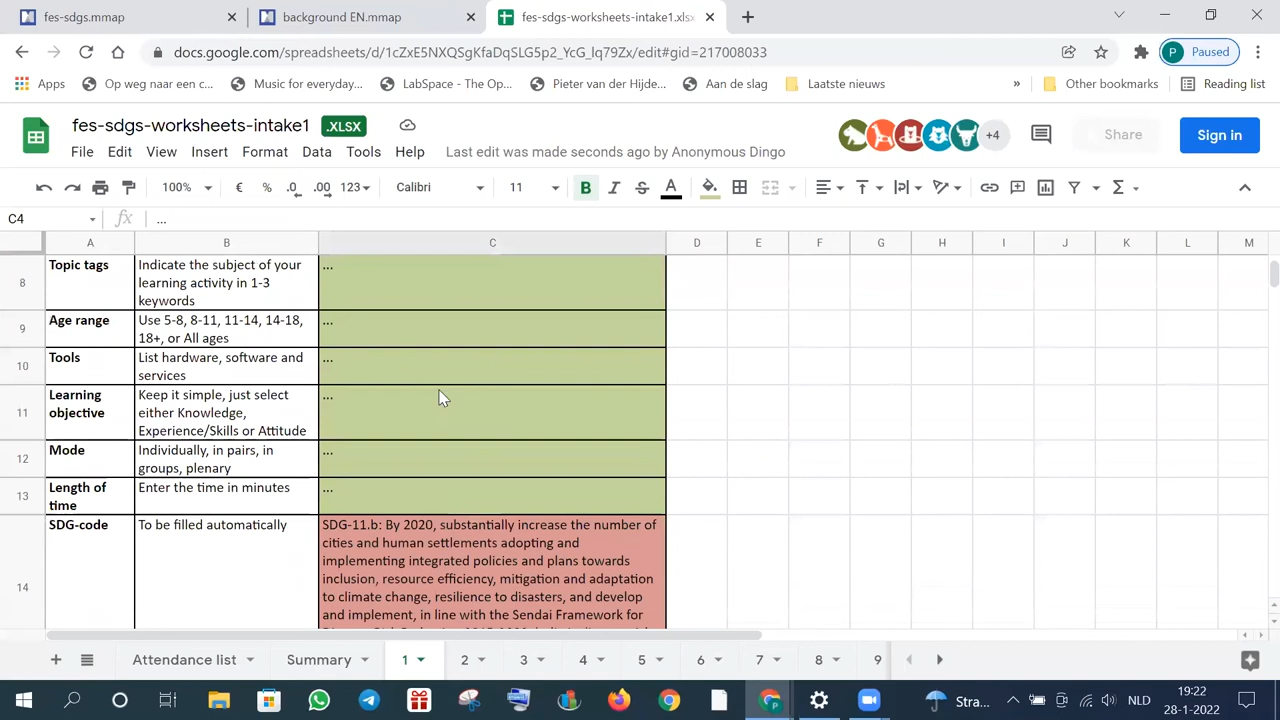 fes-sdgs.mmap
background EN.mmap
fes-sdgs-worksheets-intake1.xlsx
docs.google.com/spreadsheets/d/1cZxE5NXQSgKfaDqSLG5p2_YcG_lq79Zx/edit#gid=217008033
P Paused
Apps
Op weg naar een c...
Music for everyday...
LabSpace - The Op...
Pieter van der Hijde...
Aan de slag
Laatste nieuws
»
Other bookmarks
Reading list
fes-sdgs-worksheets-intake1 .XLSX
+4
Share
Sign in
File Edit View Insert Format Data Tools Help
Last edit was made seconds ago by Anonymous Dingo
100% € % .0 .00 123 Calibri 11 B I S A
C4 fx ...
A B C D E F G H I J K L M
8 Topic tags
Indicate the subject of your
learning activity in 1-3
keywords
...
9 Age range
Use 5-8, 8-11, 11-14, 14-18,
18+, or All ages
...
10 Tools
List hardware, software and
services
...
11 Learning
objective
Keep it simple, just select
either Knowledge,
Experience/Skills or Attitude
...
12 Mode
Individually, in pairs, in
groups, plenary
...
13 Length of
time
Enter the time in minutes
...
14 SDG-code
To be filled automatically
SDG-11.b: By 2020, substantially increase the number of
cities and human settlements adopting and
implementing integrated policies and plans towards
inclusion, resource efficiency, mitigation and adaptation
to climate change, resilience to disasters, and develop
and implement, in line with the Sendai Framework for
Attendance list Summary 1 2 3 4 5 6 7 8 9
Stra...
NLD
19:22
28-1-2022